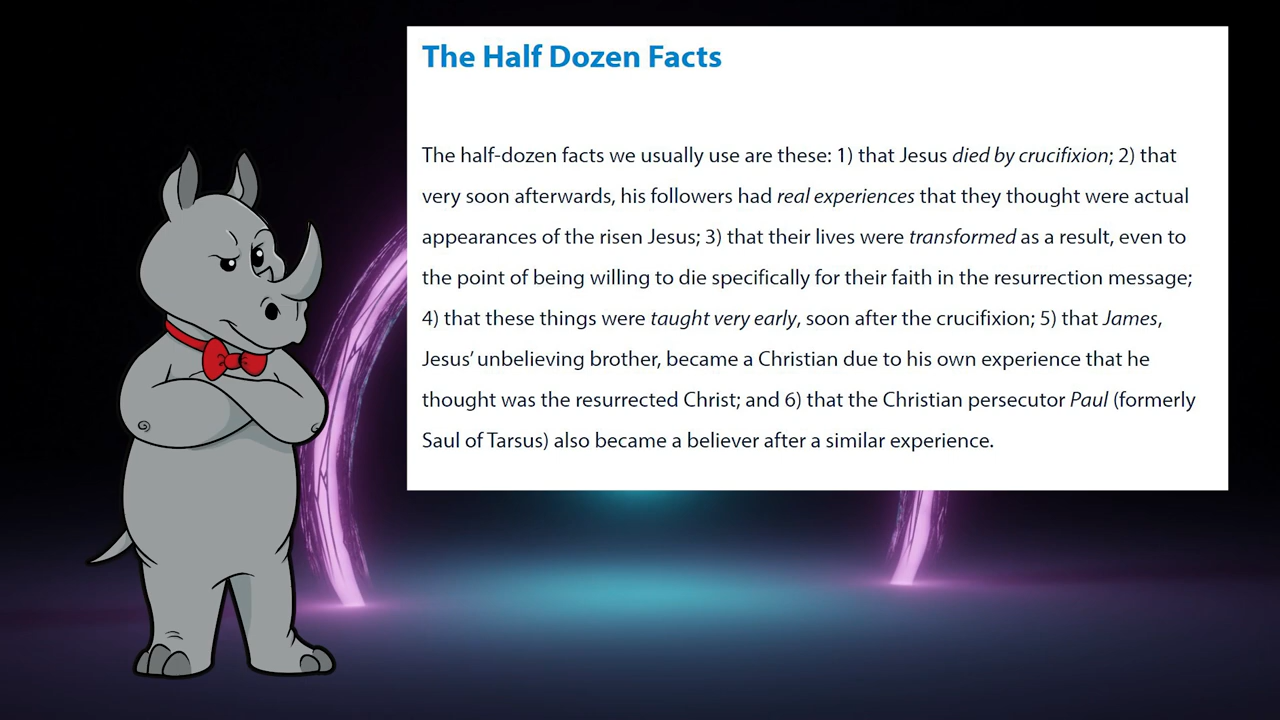 The Half Dozen Facts
The half-dozen facts we usually use are these: 1) that Jesus died by crucifixion; 2) that
very soon afterwards, his followers had real experiences that they thought were actual
appearances of the risen Jesus; 3) that their lives were transformed as a result, even to
the point of being willing to die specifically for their faith in the resurrection message;
4) that these things were taught very early, soon after the crucifixion; 5) that James,
Jesus’ unbelieving brother, became a Christian due to his own experience that he
thought was the resurrected Christ; and 6) that the Christian persecutor Paul (formerly
Saul of Tarsus) also became a believer after a similar experience.